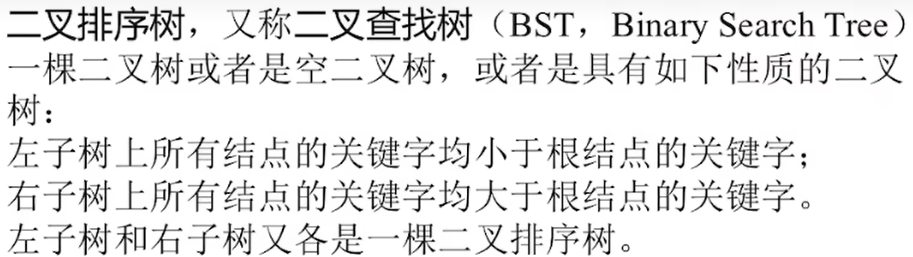 二叉排序树，又称二叉查找树（BST，Binary Search Tree）
一棵二叉树或者是空二叉树，或者是具有如下性质的二叉
树：
左子树上所有结点的关键字均小于根结点的关键字；
右子树上所有结点的关键字均大于根结点的关键字。
左子树和右子树又各是一棵二叉排序树。